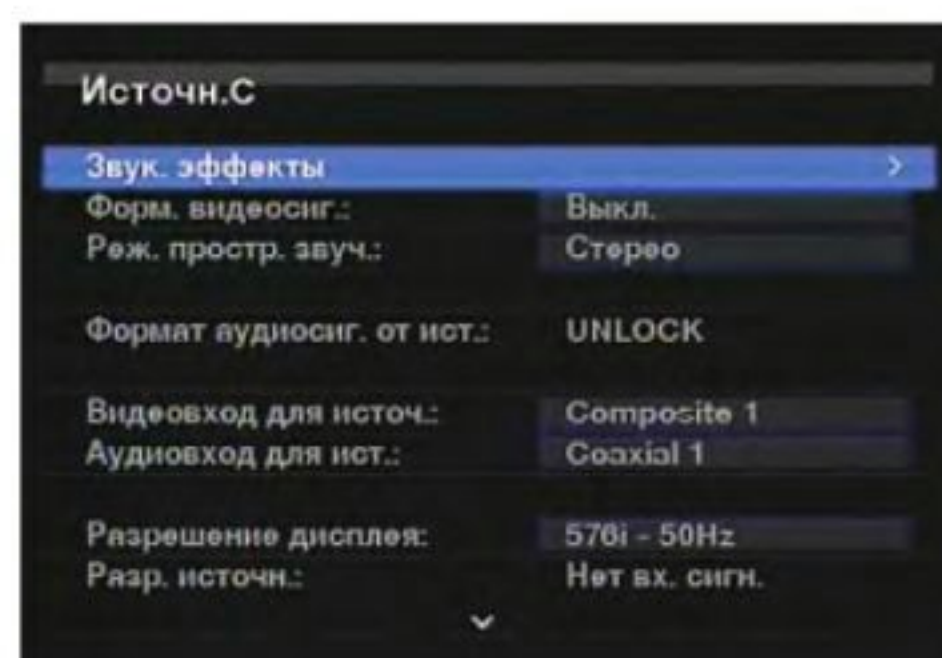 Источн.С
Звук. эффекты >
Форм. видеосиг.: Выкл.
Реж. простр. звуч.: Стерео
Формат аудиосиг. от ист.: UNLOCK
Видеовход для источ.: Composite 1
Аудиовход для ист.: Coaxial 1
Разрешение дисплея: 576i - 50Hz
Разр. источн.: Нет вх. сигн.